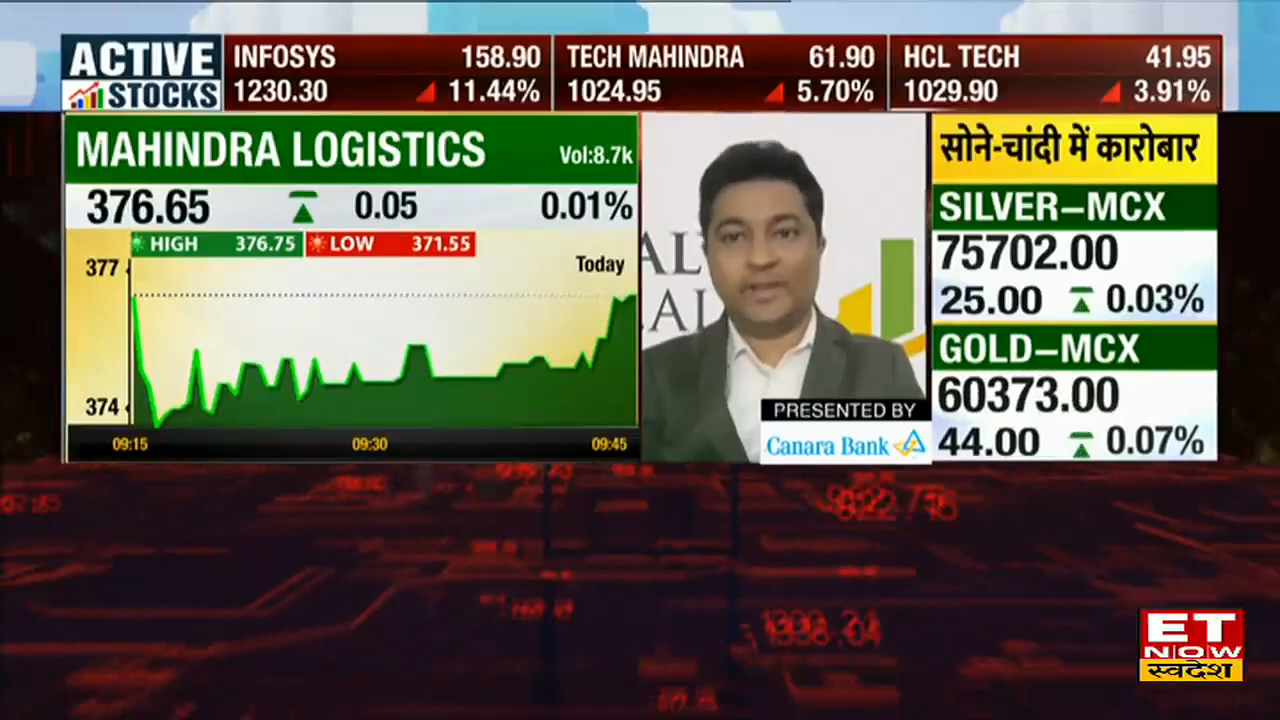 ACTIVE STOCKS
INFOSYS 158.90
1230.30 11.44%
TECH MAHINDRA 61.90
1024.95 5.70%
HCL TECH 41.95
1029.90 3.91%
MAHINDRA LOGISTICS Vol:8.7k
376.65 0.05 0.01%
HIGH 376.75 LOW 371.55
Today
377
374
09:15 09:30 09:45
PRESENTED BY
Canara Bank
सोने-चांदी में कारोबार
SILVER–MCX
75702.00
25.00 0.03%
GOLD–MCX
60373.00
44.00 0.07%
ET
NOW
स्वदेश